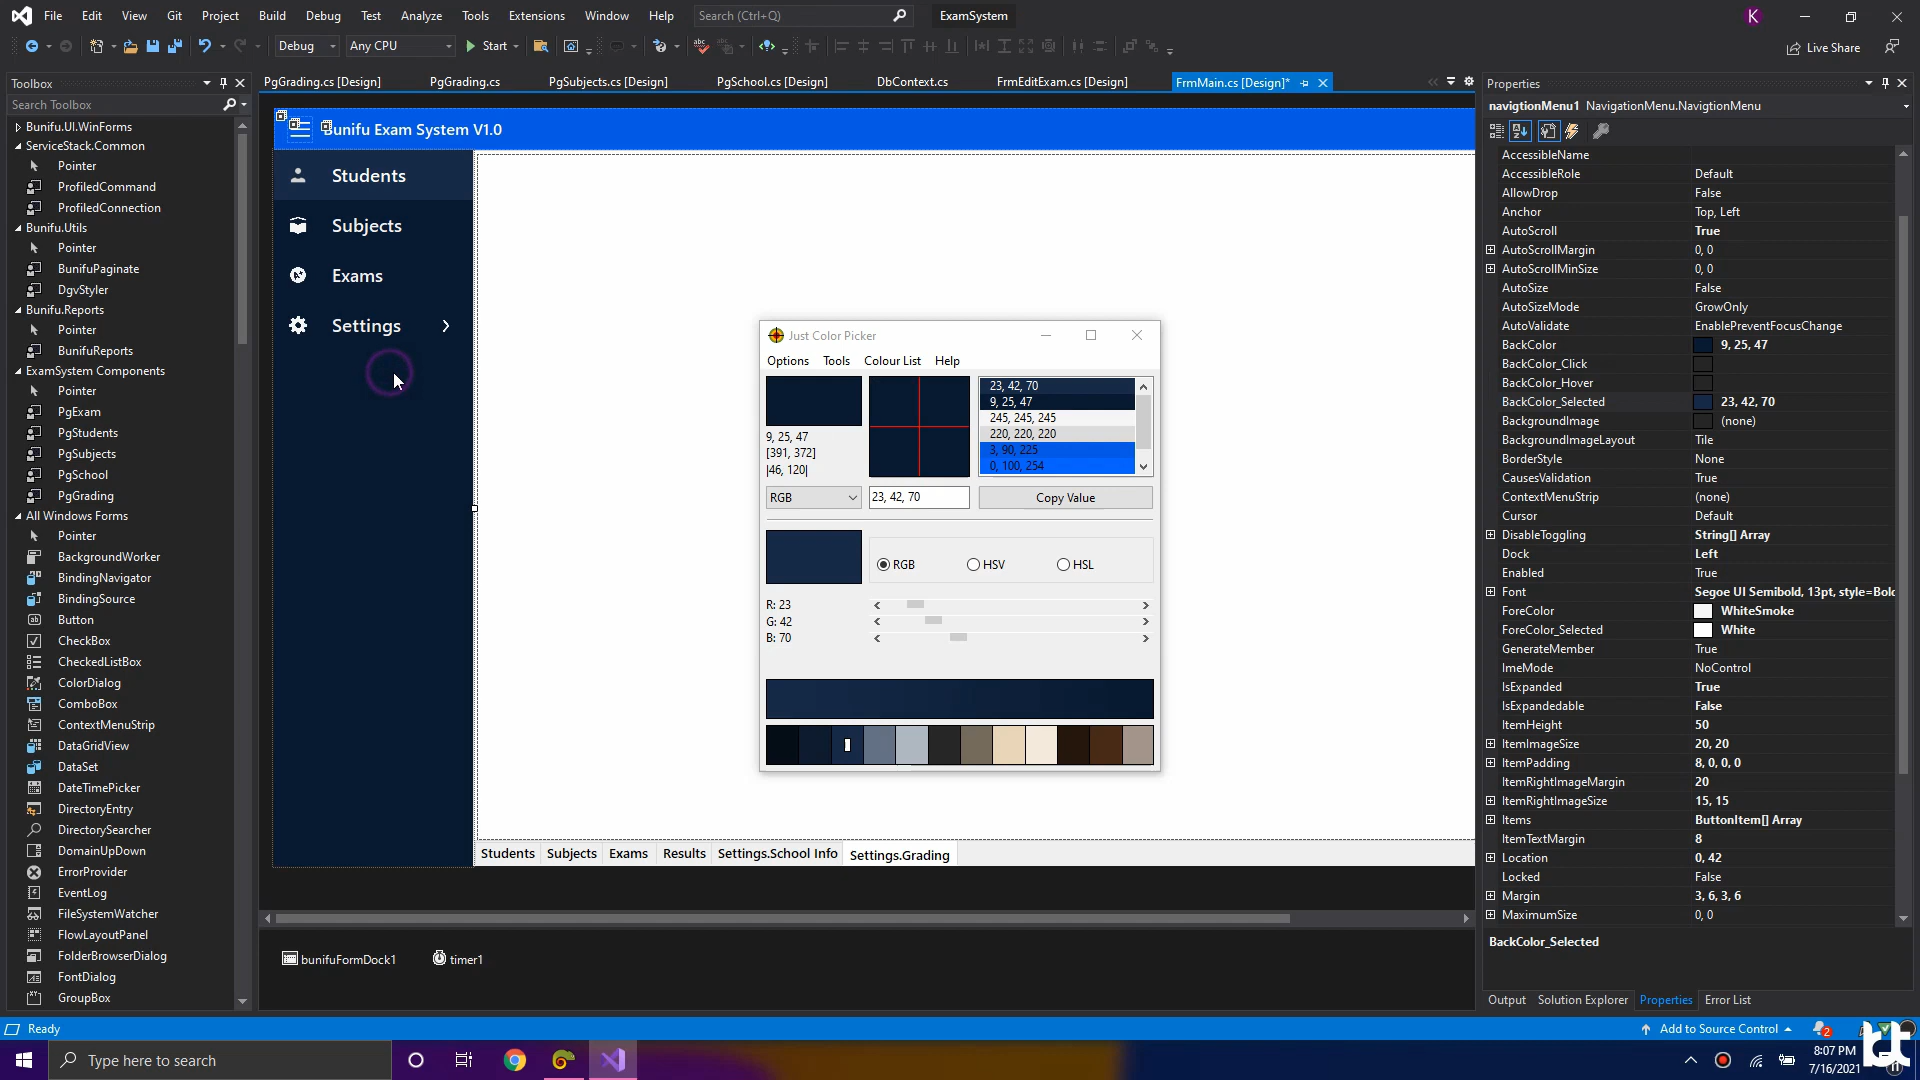 File Edit View Git Project Build Debug Test Analyze Tools Extensions Window Help Search (Ctrl+Q) ExamSystem K
Debug Any CPU Start Live Share
Toolbox
Search Toolbox
Bunifu.UI.WinForms
ServiceStack.Common
Pointer
ProfiledCommand
ProfiledConnection
Bunifu.Utils
Pointer
BunifuPaginate
DgvStyler
Bunifu.Reports
Pointer
BunifuReports
ExamSystem Components
Pointer
PgExam
PgStudents
PgSubjects
PgSchool
PgGrading
All Windows Forms
Pointer
BackgroundWorker
BindingNavigator
BindingSource
Button
CheckBox
CheckedListBox
ColorDialog
ComboBox
ContextMenuStrip
DataGridView
DataSet
DateTimePicker
DirectoryEntry
DirectorySearcher
DomainUpDown
ErrorProvider
EventLog
FileSystemWatcher
FlowLayoutPanel
FolderBrowserDialog
FontDialog
GroupBox
PgGrading.cs [Design] PgGrading.cs PgSubjects.cs [Design] PgSchool.cs [Design] DbContext.cs FrmEditExam.cs [Design] FrmMain.cs [Design]*
Bunifu Exam System V1.0
Students
Subjects
Exams
Settings
Just Color Picker
Options Tools Colour List Help
9, 25, 47
[391, 372]
|46, 120|
23, 42, 70
9, 25, 47
245, 245, 245
220, 220, 220
3, 90, 225
0, 100, 254
RGB 23, 42, 70 Copy Value
RGB HSV HSL
R: 23
G: 42
B: 70
Students Subjects Exams Results Settings.School Info Settings.Grading
bunifuFormDock1 timer1
Properties
navigtionMenu1 NavigationMenu.NavigtionMenu
AccessibleName
AccessibleRole Default
AllowDrop False
Anchor Top, Left
AutoScroll True
AutoScrollMargin 0, 0
AutoScrollMinSize 0, 0
AutoSize False
AutoSizeMode GrowOnly
AutoValidate EnablePreventFocusChange
BackColor 9, 25, 47
BackColor_Click
BackColor_Hover
BackColor_Selected 23, 42, 70
BackgroundImage (none)
BackgroundImageLayout Tile
BorderStyle None
CausesValidation True
ContextMenuStrip (none)
Cursor Default
DisableToggling String[] Array
Dock Left
Enabled True
Font Segoe UI Semibold, 13pt, style=Bold
ForeColor WhiteSmoke
ForeColor_Selected White
GenerateMember True
ImeMode NoControl
IsExpanded True
IsExpandedable False
ItemHeight 50
ItemImageSize 20, 20
ItemPadding 8, 0, 0, 0
ItemRightImageMargin 20
ItemRightImageSize 15, 15
Items ButtonItem[] Array
ItemTextMargin 8
Location 0, 42
Locked False
Margin 3, 6, 3, 6
MaximumSize 0, 0
BackColor_Selected
Output Solution Explorer Properties Error List
Ready Add to Source Control 2
Type here to search 8:07 PM
7/16/2021